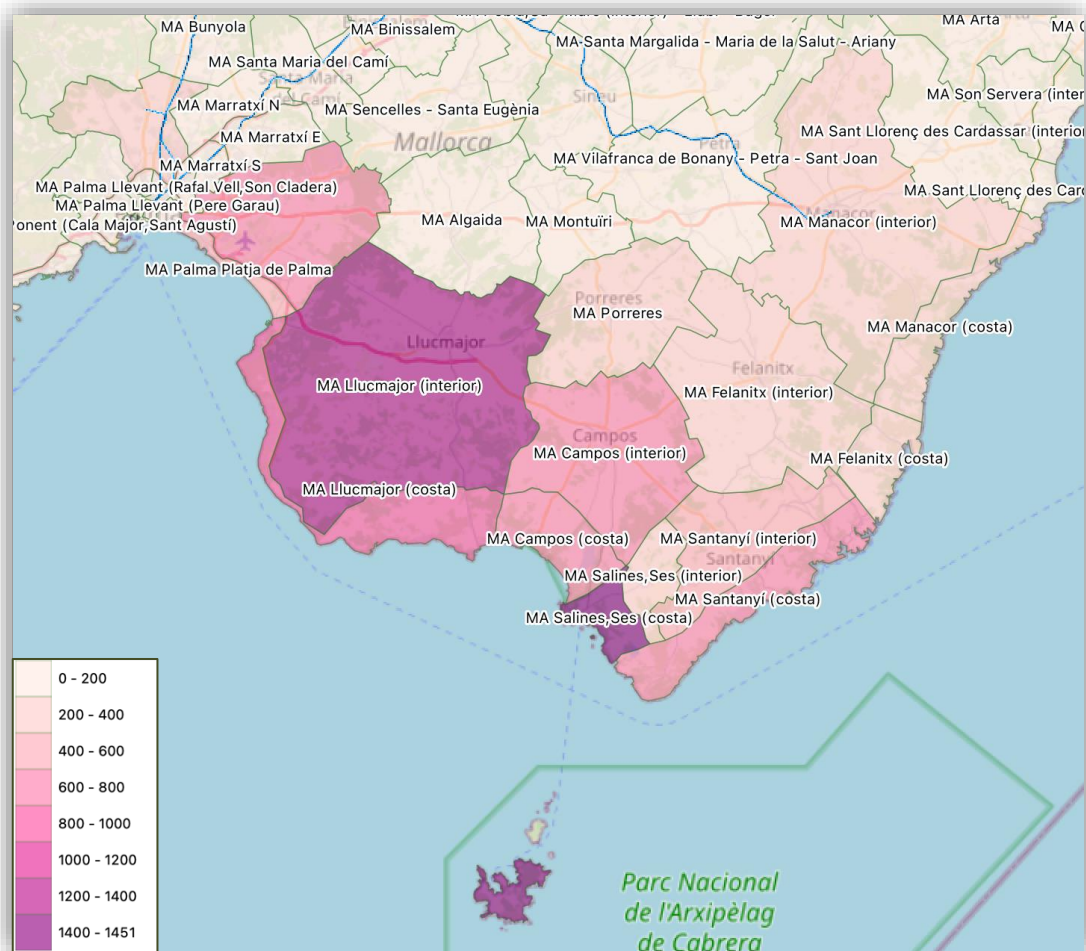 MA Bunyola
MA Binissalem
MA Arta
MA Santa Margalida - Maria de la Salut - Ariany
MA Santa Maria del Camí
Santa Maria
del Camí
MA Son Servera (inter
MA Marratxí N
MA Sencelles - Santa Eugènia
Sineu
MA Marratxí E
Mallorca
Petra
MA Sant Llorenç des Cardassar (interio
MA Marratxí S
MA Vilafranca de Bonany - Petra - Sant Joan
MA Palma Llevant (Rafal Vell,Son Cladera)
MA Sant Llorenç des Card
MA Palma Llevant (Pere Garau)
Manacor
Ponent (Cala Major,Sant Agustí)
MA Algaida
MA Montuïri
MA Manacor (interior)
MA Palma Platja de Palma
Porreres
MA Porreres
MA Manacor (costa)
Llucmajor
Felanitx
MA Llucmajor (interior)
MA Felanitx (interior)
Campos
MA Campos (interior)
MA Felanitx (costa)
MA Llucmajor (costa)
MA Campos (costa)
MA Santanyí (interior)
Santanyí
MA Salines,Ses (interior)
MA Santanyí (costa)
MA Salines,Ses (costa)
0 - 200
200 - 400
400 - 600
600 - 800
800 - 1000
1000 - 1200
1200 - 1400
1400 - 1451
Parc Nacional
de l'Arxipèlag
de Cabrera